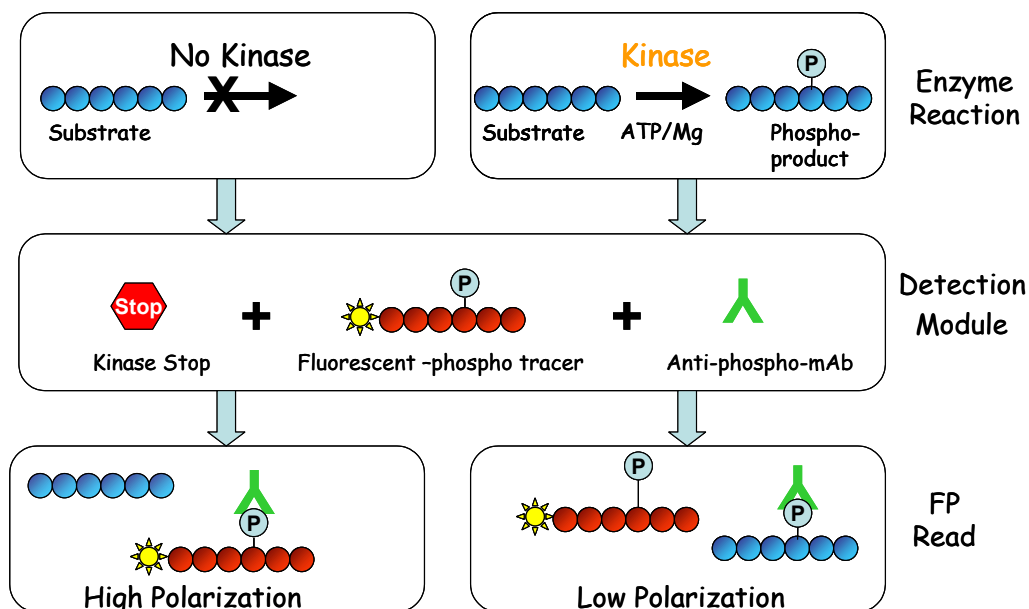 No Kinase
X
Substrate
Kinase
P
Substrate
ATP/Mg
Phospho-
product
Enzyme
Reaction
Stop
+
P
+
Kinase Stop
Fluorescent –phospho tracer
Anti-phospho-mAb
Detection
Module
P
High Polarization
P
P
Low Polarization
FP
Read